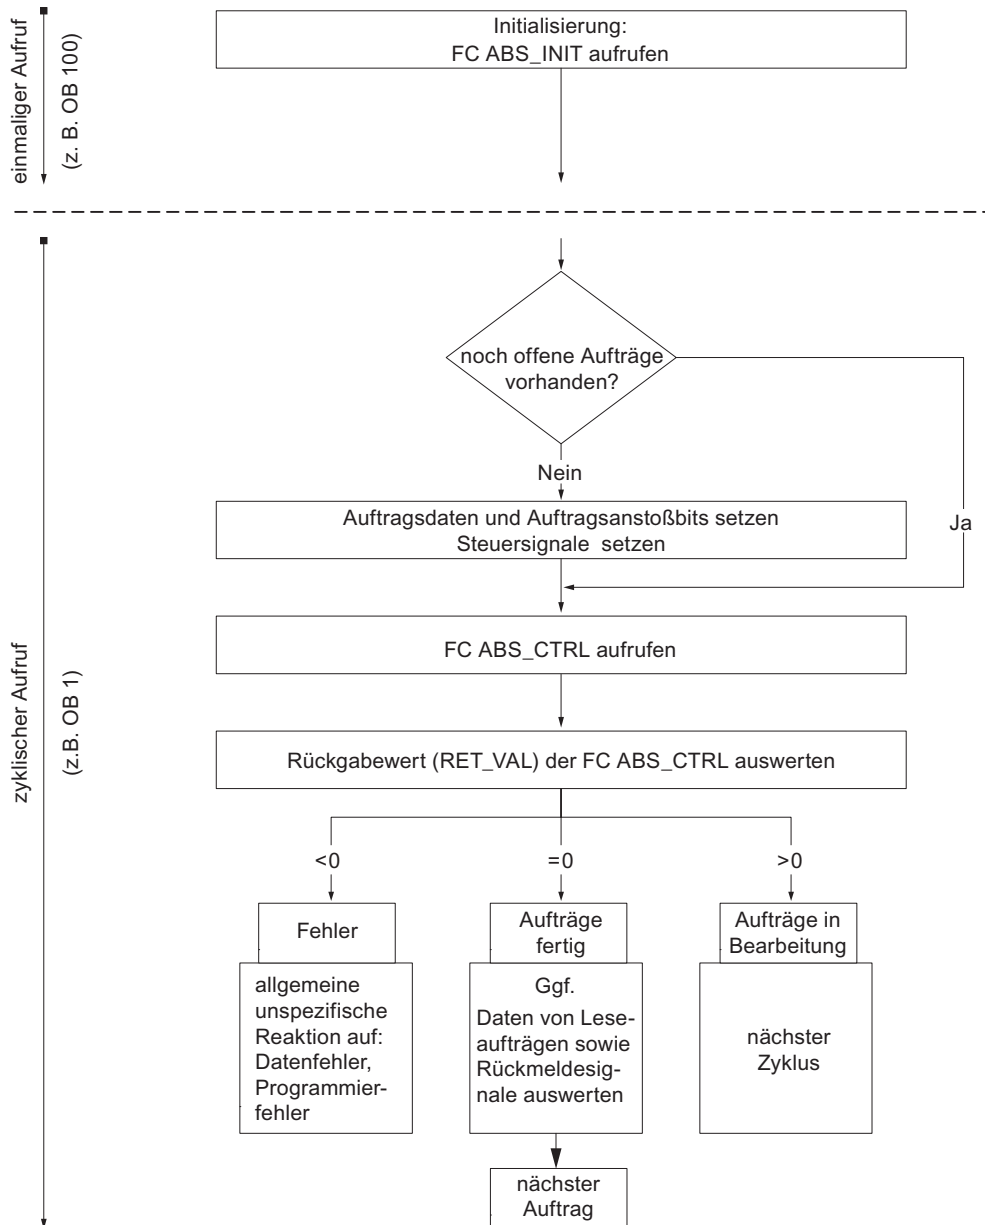 einmaliger Aufruf
(z. B. OB 100)
Initialisierung:
FC ABS_INIT aufrufen
zyklischer Aufruf
(z.B. OB 1)
noch offene Aufträge
vorhanden?
Nein
Ja
Auftragsdaten und Auftragsanstoßbits setzen
Steuersignale setzen
FC ABS_CTRL aufrufen
Rückgabewert (RET_VAL) der FC ABS_CTRL auswerten
<0
=0
>0
Fehler
allgemeine
unspezifische
Reaktion auf:
Datenfehler,
Programmier-
fehler
Aufträge
fertig
Ggf.
Daten von Lese-
aufträgen sowie
Rückmeldesig-
nale auswerten
nächster
Auftrag
Aufträge in
Bearbeitung
nächster
Zyklus